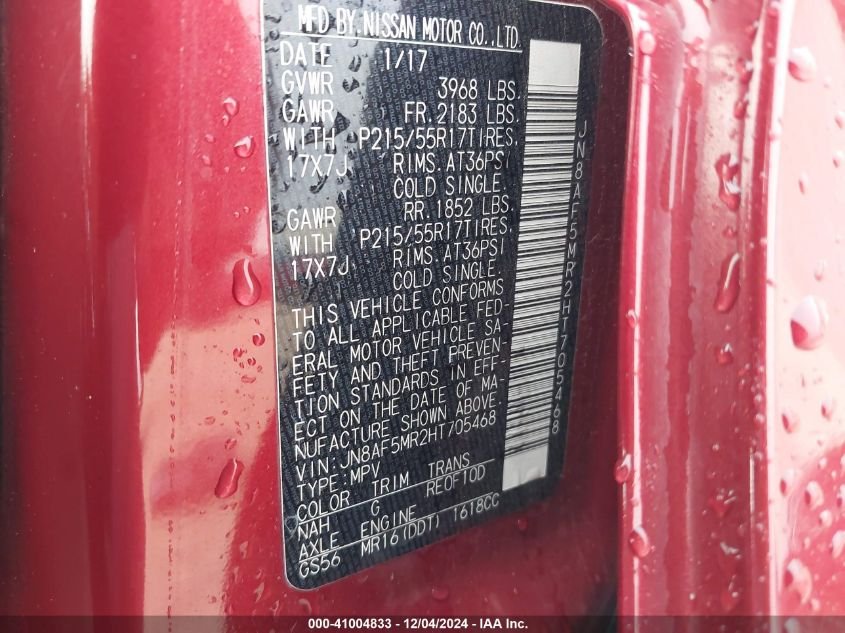 MFD BY.NISSAN MOTOR CO.,LTD.
DATE 1/17
GVWR 3968 LBS.
GAWR FR.2183 LBS.
WITH P215/55R17TIRES.
17X7J RIMS.AT36PSI
COLD SINGLE.
GAWR RR.1852 LBS.
WITH P215/55R17TIRES.
17X7J RIMS.AT36PSI
COLD SINGLE.
THIS VEHICLE CONFORMS
TO ALL APPLICABLE FED-
ERAL MOTOR VEHICLE SA-
FETY AND THEFT PREVEN-
TION STANDARDS IN EFF-
ECT ON THE DATE OF MA-
NUFACTURE SHOWN ABOVE.
VIN:JN8AF5MR2HT705468
TYPE:MPV
COLOR TRIM TRANS
NAH G RE0F10D
AXLE ENGINE
GS56 MR16(DDT) 1618CC
JN8AF5MR2HT705468
000-41004833 - 12/04/2024 - IAA Inc.